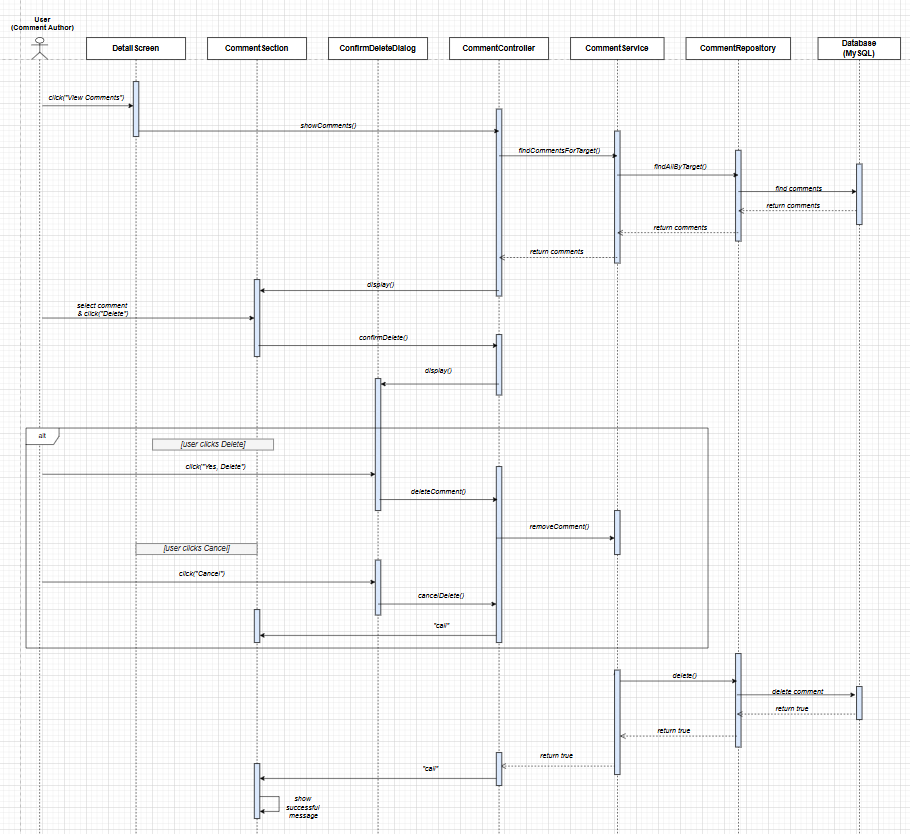 User
(Comment Author)
DetailScreen
CommentSection
ConfirmDeleteDialog
CommentController
CommentService
CommentRepository
Database
(MySQL)
click("View Comments")
showComments()
findCommentsForTarget()
findAllByTarget()
find comments
return comments
return comments
return comments
display()
select comment
& click("Delete")
confirmDelete()
display()
alt
[user clicks Delete]
click("Yes, Delete")
deleteComment()
removeComment()
[user clicks Cancel]
click("Cancel")
cancelDelete()
"call"
delete()
delete comment
return true
return true
return true
"call"
show
successful
message